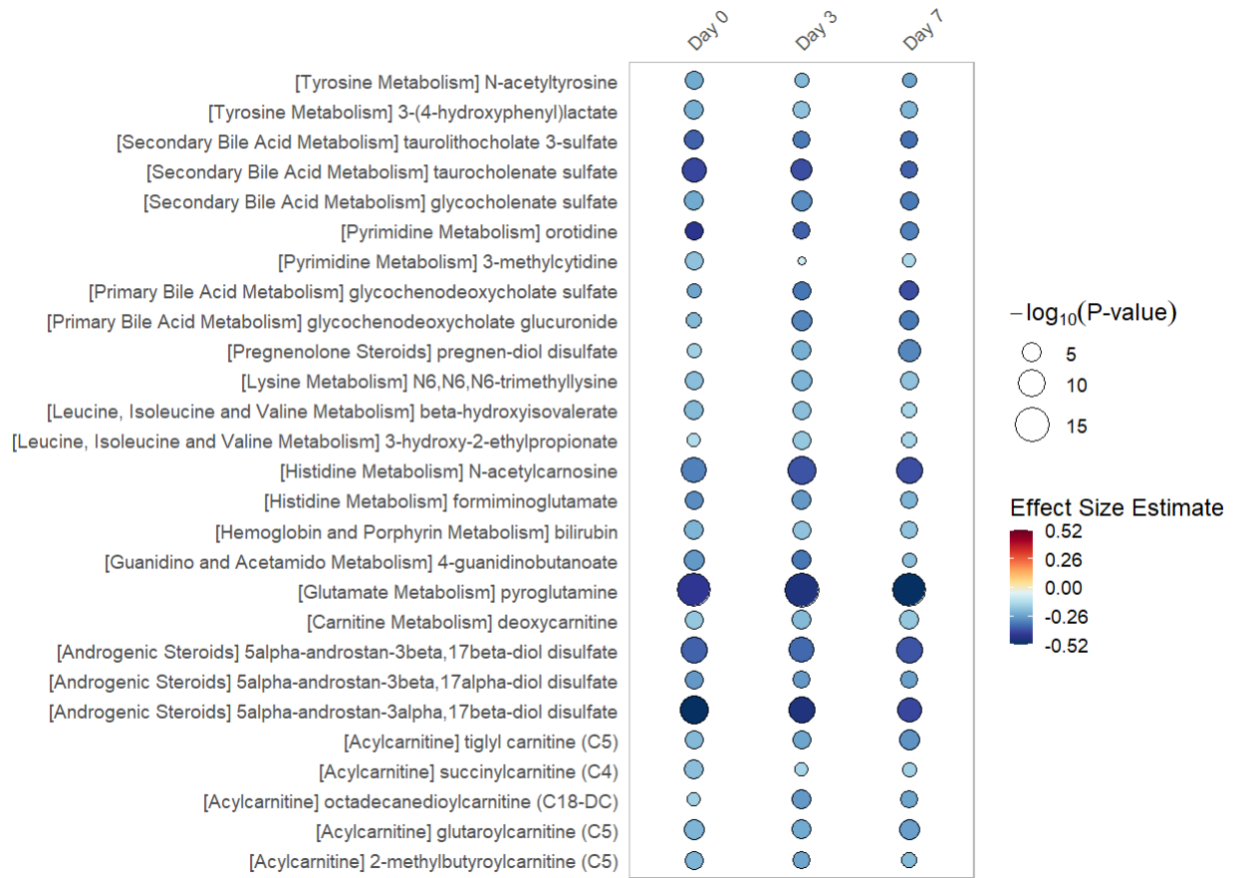 Day 0 Day 3 Day 7
[Tyrosine Metabolism] N-acetyltyrosine
[Tyrosine Metabolism] 3-(4-hydroxyphenyl)lactate
[Secondary Bile Acid Metabolism] taurolithocholate 3-sulfate
[Secondary Bile Acid Metabolism] taurocholenate sulfate
[Secondary Bile Acid Metabolism] glycocholenate sulfate
[Pyrimidine Metabolism] orotidine
[Pyrimidine Metabolism] 3-methylcytidine
[Primary Bile Acid Metabolism] glycochenodeoxycholate sulfate
[Primary Bile Acid Metabolism] glycochenodeoxycholate glucuronide
[Pregnenolone Steroids] pregnen-diol disulfate
[Lysine Metabolism] N6,N6,N6-trimethyllysine
[Leucine, Isoleucine and Valine Metabolism] beta-hydroxyisovalerate
[Leucine, Isoleucine and Valine Metabolism] 3-hydroxy-2-ethylpropionate
[Histidine Metabolism] N-acetylcarnosine
[Histidine Metabolism] formiminoglutamate
[Hemoglobin and Porphyrin Metabolism] bilirubin
[Guanidino and Acetamido Metabolism] 4-guanidinobutanoate
[Glutamate Metabolism] pyroglutamine
[Carnitine Metabolism] deoxycarnitine
[Androgenic Steroids] 5alpha-androstan-3beta,17beta-diol disulfate
[Androgenic Steroids] 5alpha-androstan-3beta,17alpha-diol disulfate
[Androgenic Steroids] 5alpha-androstan-3alpha,17beta-diol disulfate
[Acylcarnitine] tiglyl carnitine (C5)
[Acylcarnitine] succinylcarnitine (C4)
[Acylcarnitine] octadecanedioylcarnitine (C18-DC)
[Acylcarnitine] glutaroylcarnitine (C5)
[Acylcarnitine] 2-methylbutyroylcarnitine (C5)
−log₁₀(P-value)
5
10
15
Effect Size Estimate
0.52
0.26
0.00
-0.26
-0.52